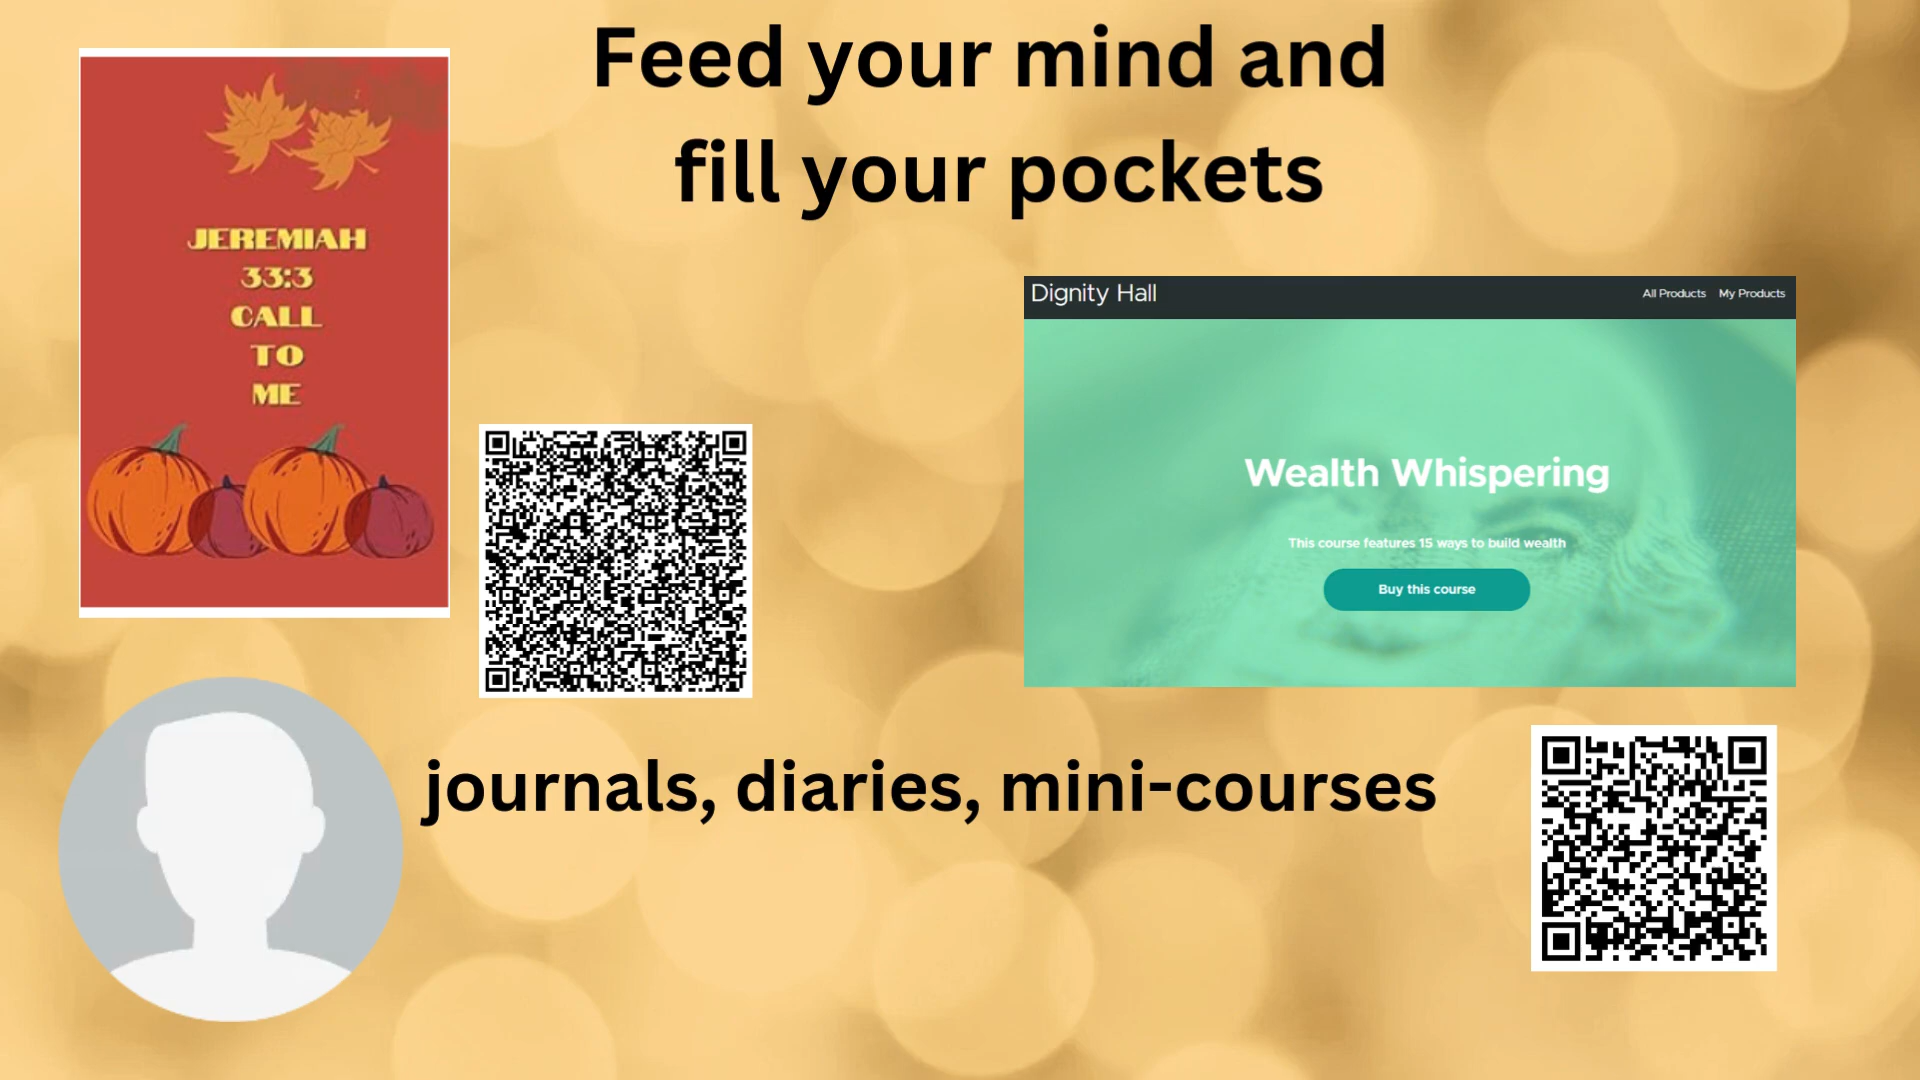 Feed your mind and
fill your pockets
JEREMIAH
33:3
CALL
TO
ME
Dignity Hall
All Products My Products
Wealth Whispering
This course features 15 ways to build wealth
Buy this course
journals, diaries, mini-courses